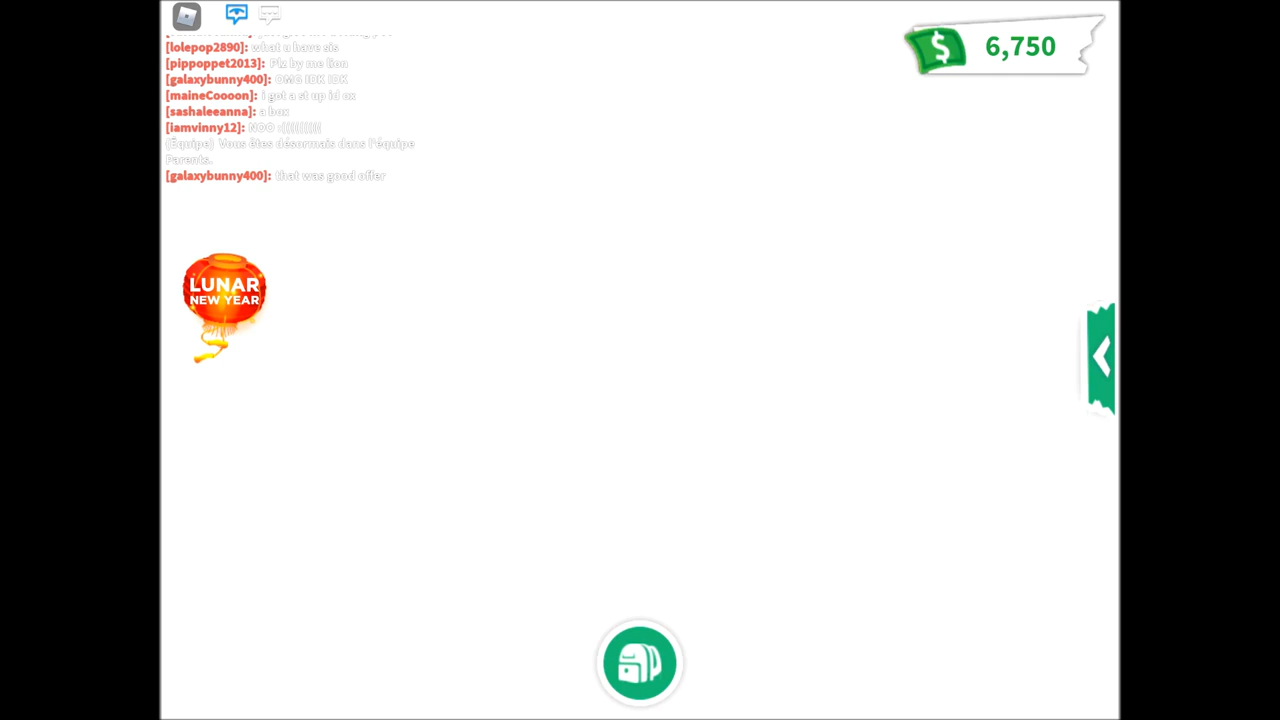 [lolepop2890]: what u have sis
[pippoppet2013]: Plz by me lion
[galaxybunny400]: OMG IDK IDK
[maineCoooon]: i got a st up id ox
[sashaleeanna]: a box
[iamvinny12]: NOO :(((((((((
(Équipe) Vous êtes désormais dans l'équipe
Parents.
[galaxybunny400]: that was good offer
6,750
LUNAR
NEW YEAR